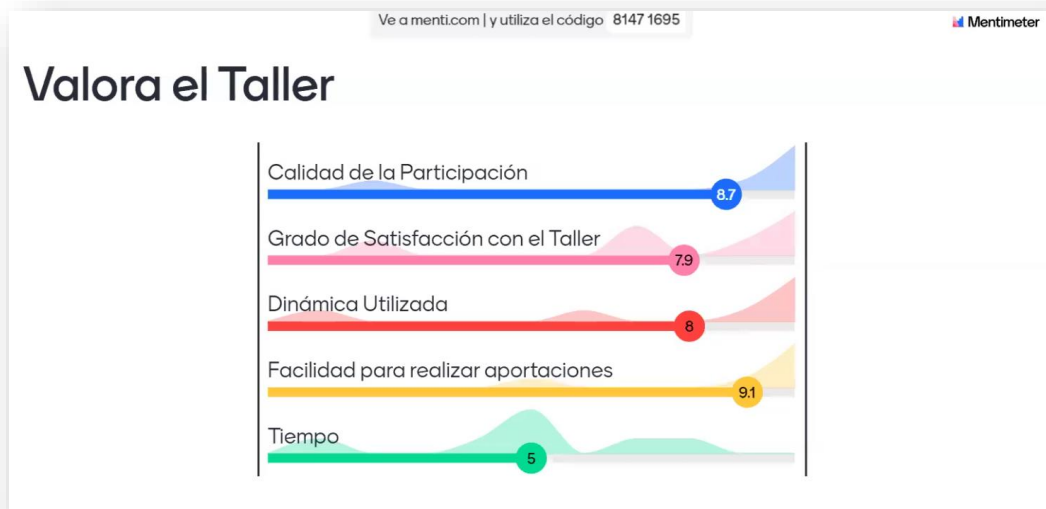 Ve a menti.com | y utiliza el código 8147 1695
Mentimeter
Valora el Taller
Calidad de la Participación
8.7
Grado de Satisfacción con el Taller
7.9
Dinámica Utilizada
8
Facilidad para realizar aportaciones
9.1
Tiempo
5